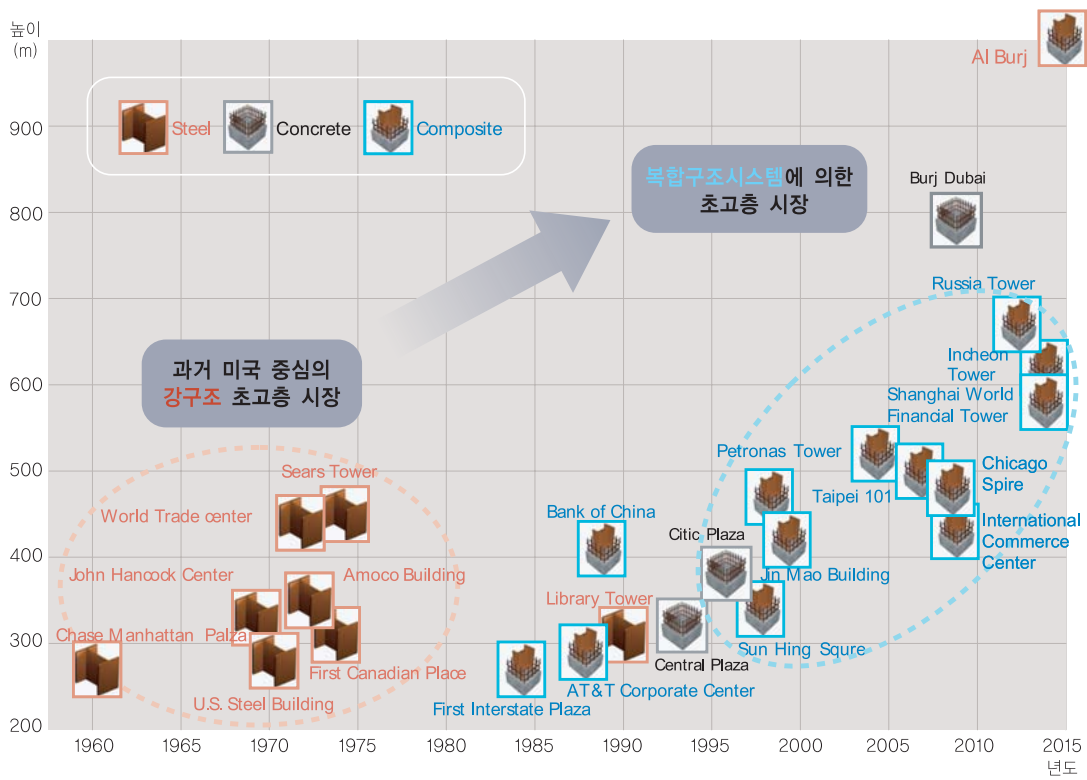 높이
(m)
900
800
700
600
500
400
300
200
1960
1965
1970
1975
1980
1985
1990
1995
2000
2005
2010
2015
년도
Steel
Concrete
Composite
Al Burj
복합구조시스템에 의한
초고층 시장
Burj Dubai
과거 미국 중심의
강구조 초고층 시장
Russia Tower
Incheon
Tower
Shanghai World
Financial Tower
Sears Tower
World Trade center
John Hancock Center
Amoco Building
Chase Manhattan Palza
First Canadian Place
U.S. Steel Building
Bank of China
Library Tower
First Interstate Plaza
AT&T Corporate Center
Citic Plaza
Central Plaza
Petronas Tower
Jin Mao Building
Sun Hing Squre
Taipei 101
Chicago
Spire
International
Commerce
Center